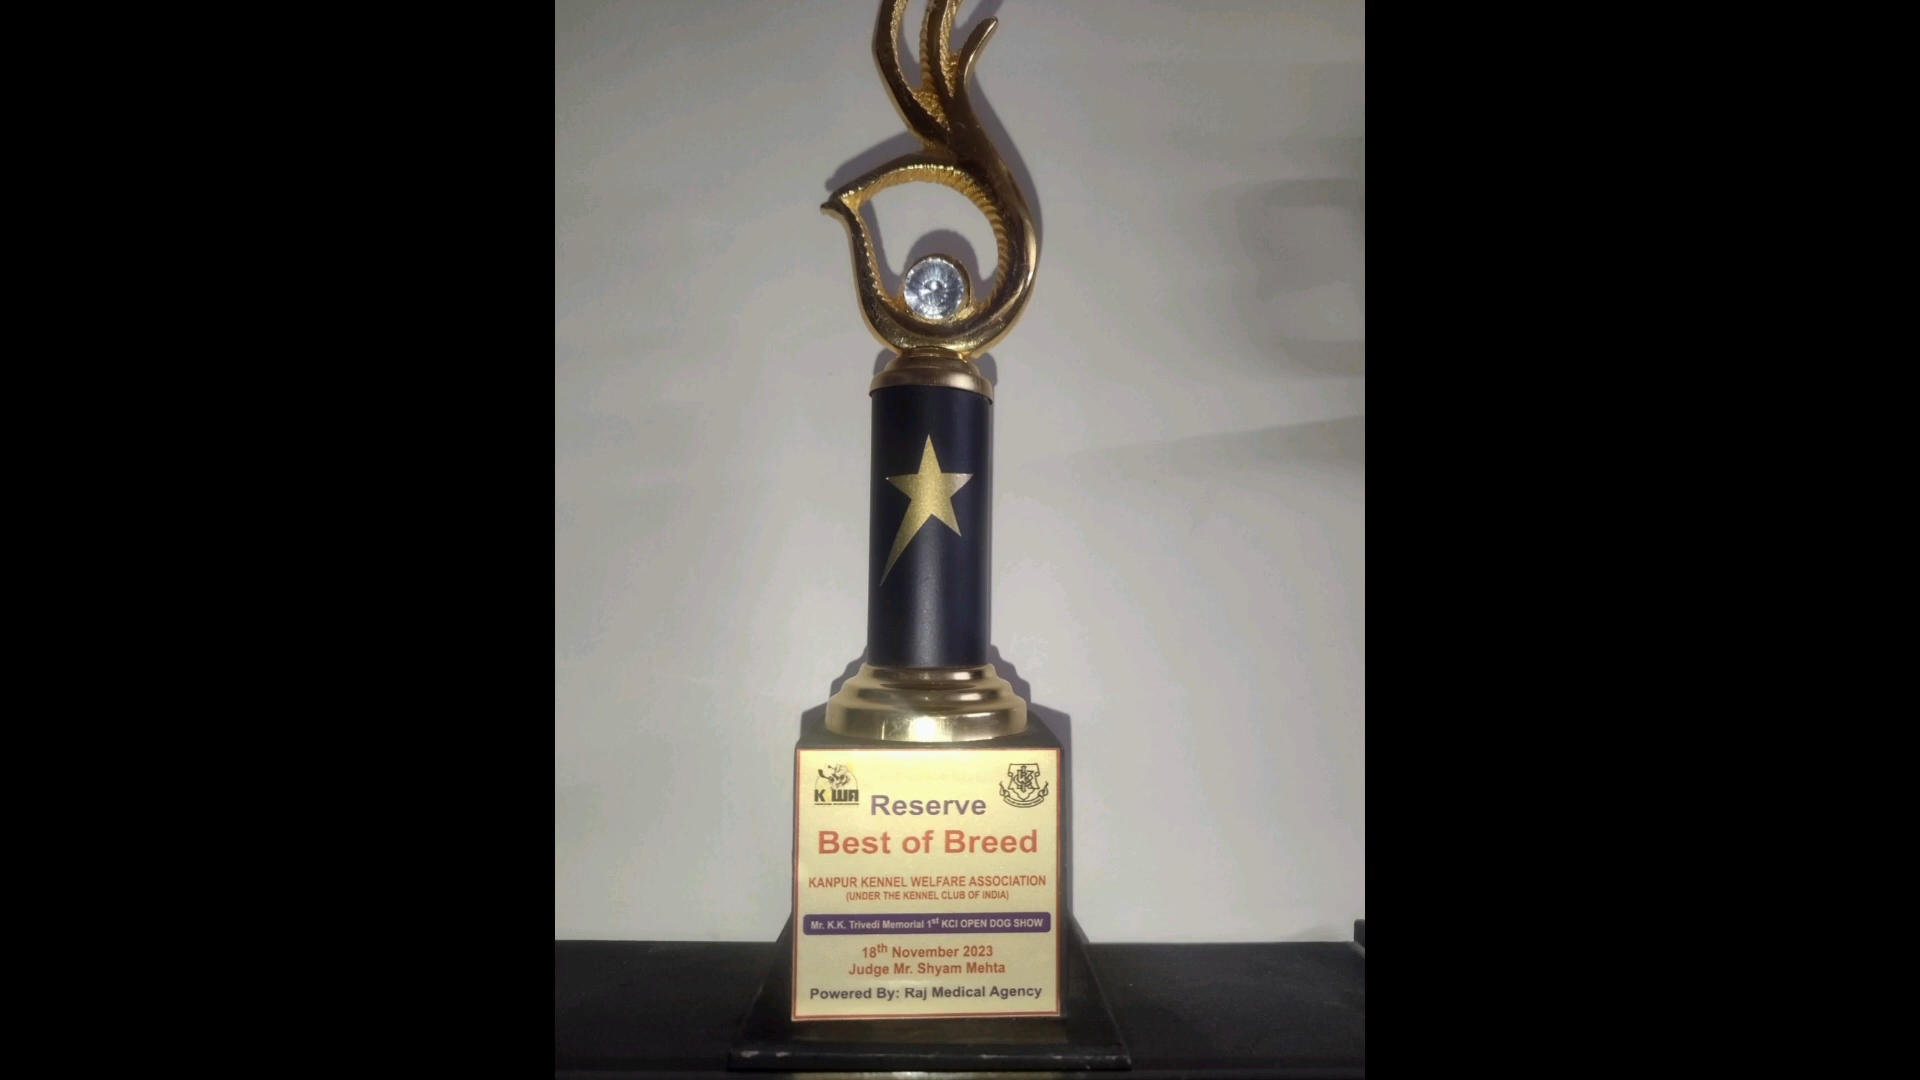 KWA
Reserve
Best of Breed
KANPUR KENNEL WELFARE ASSOCIATION
(UNDER THE KENNEL CLUB OF INDIA)
Mr. K.K. Trivedi Memorial 1st KCI OPEN DOG SHOW
18th November 2023
Judge Mr. Shyam Mehta
Powered By: Raj Medical Agency